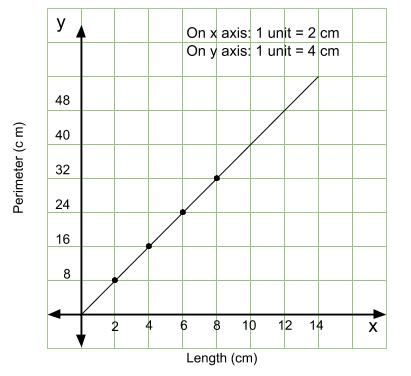 y
On x axis: 1 unit = 2 cm
On y axis: 1 unit = 4 cm
48
40
32
24
16
8
Perimeter (c m)
2 4 6 8 10 12 14
x
Length (cm)